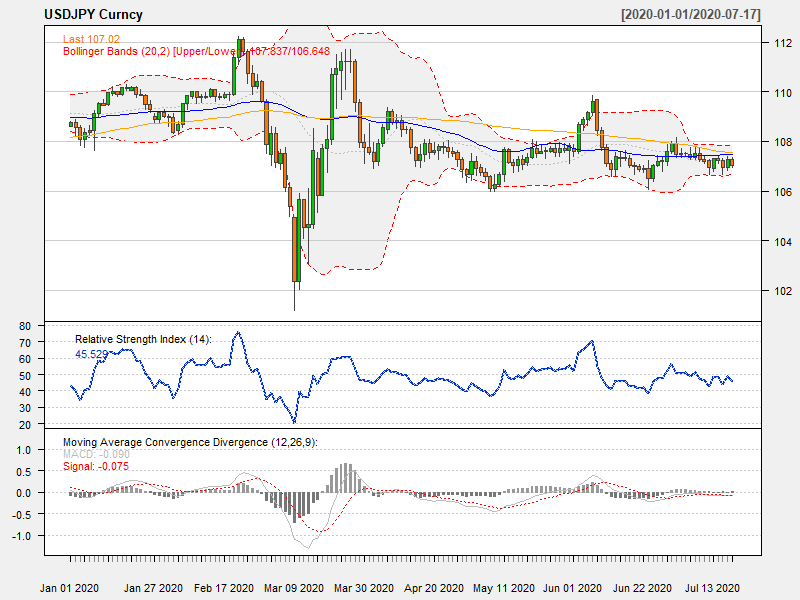 USDJPY Curncy [2020-01-01/2020-07-17]
Last 107.02
Bollinger Bands (20,2) [Upper/Lower]: 107.837/106.648
112
110
108
106
104
102
Relative Strength Index (14):
45.529
80
70
60
50
40
30
20
Moving Average Convergence Divergence (12,26,9):
MACD: -0.090
Signal: -0.075
1.0
0.5
0.0
-0.5
-1.0
Jan 01 2020 Jan 27 2020 Feb 17 2020 Mar 09 2020 Mar 30 2020 Apr 20 2020 May 11 2020 Jun 01 2020 Jun 22 2020 Jul 13 2020